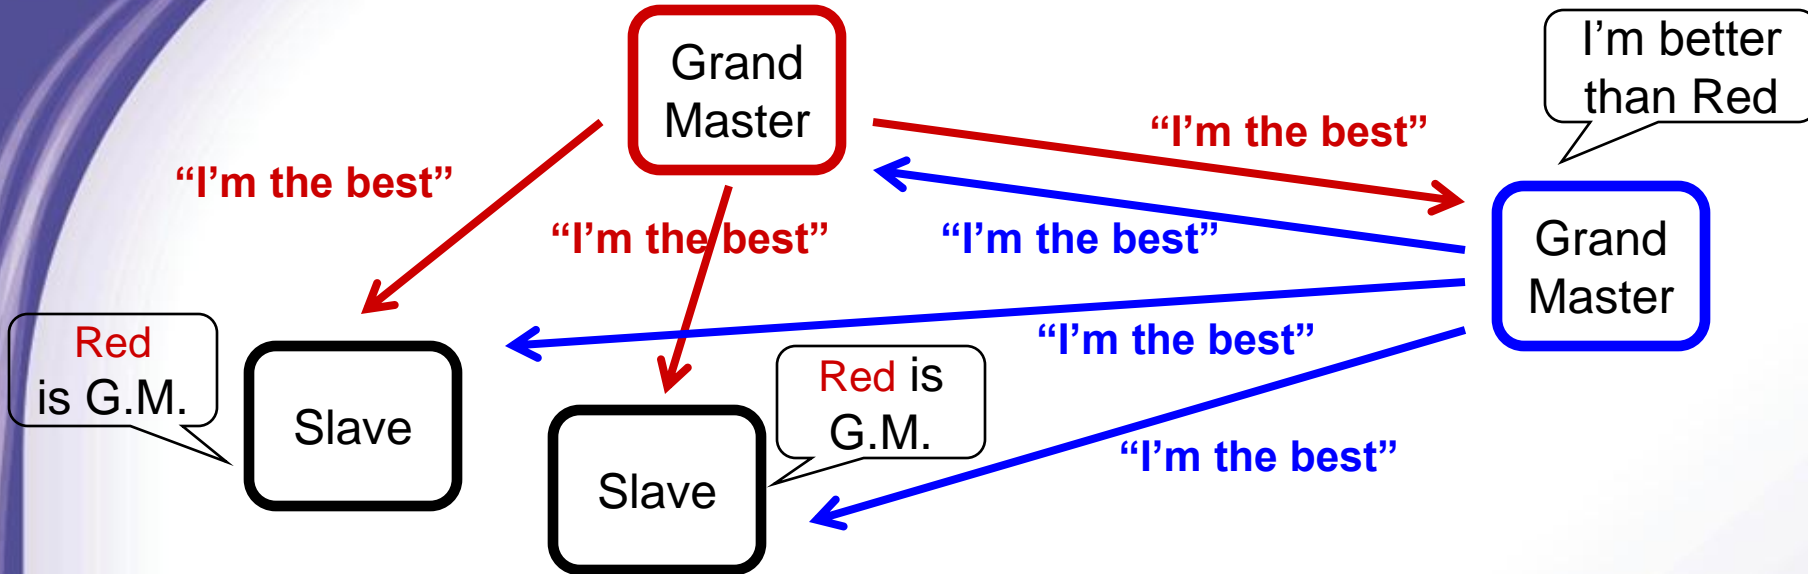 Grand
Master
I’m better
than Red
“I’m the best”
“I’m the best”
“I’m the best”
“I’m the best”
Grand
Master
Red
is G.M.
Slave
“I’m the best”
Red is
G.M.
Slave
“I’m the best”